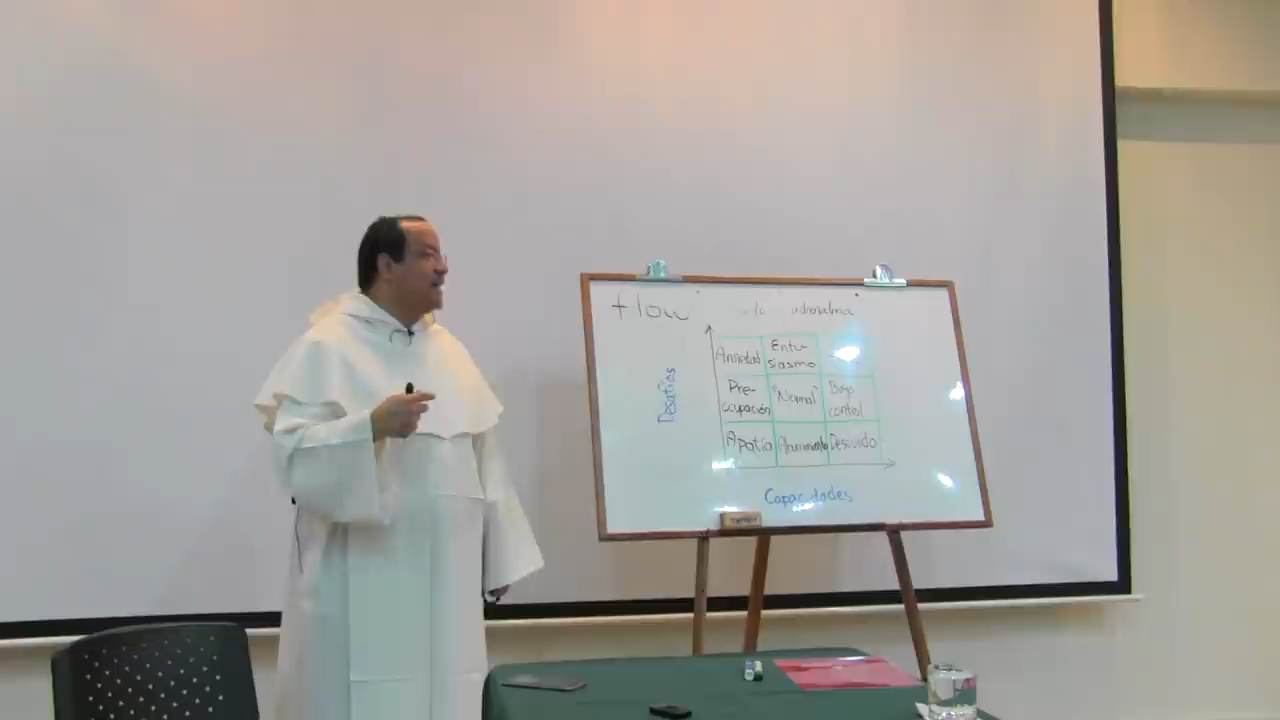 flow
adrenalina
Ansiedad Entu-
siasmo
Pre- "Normal" Bajo
ocupación control
Apatía Aburrimiento Descuido
Desafíos
Capacidades